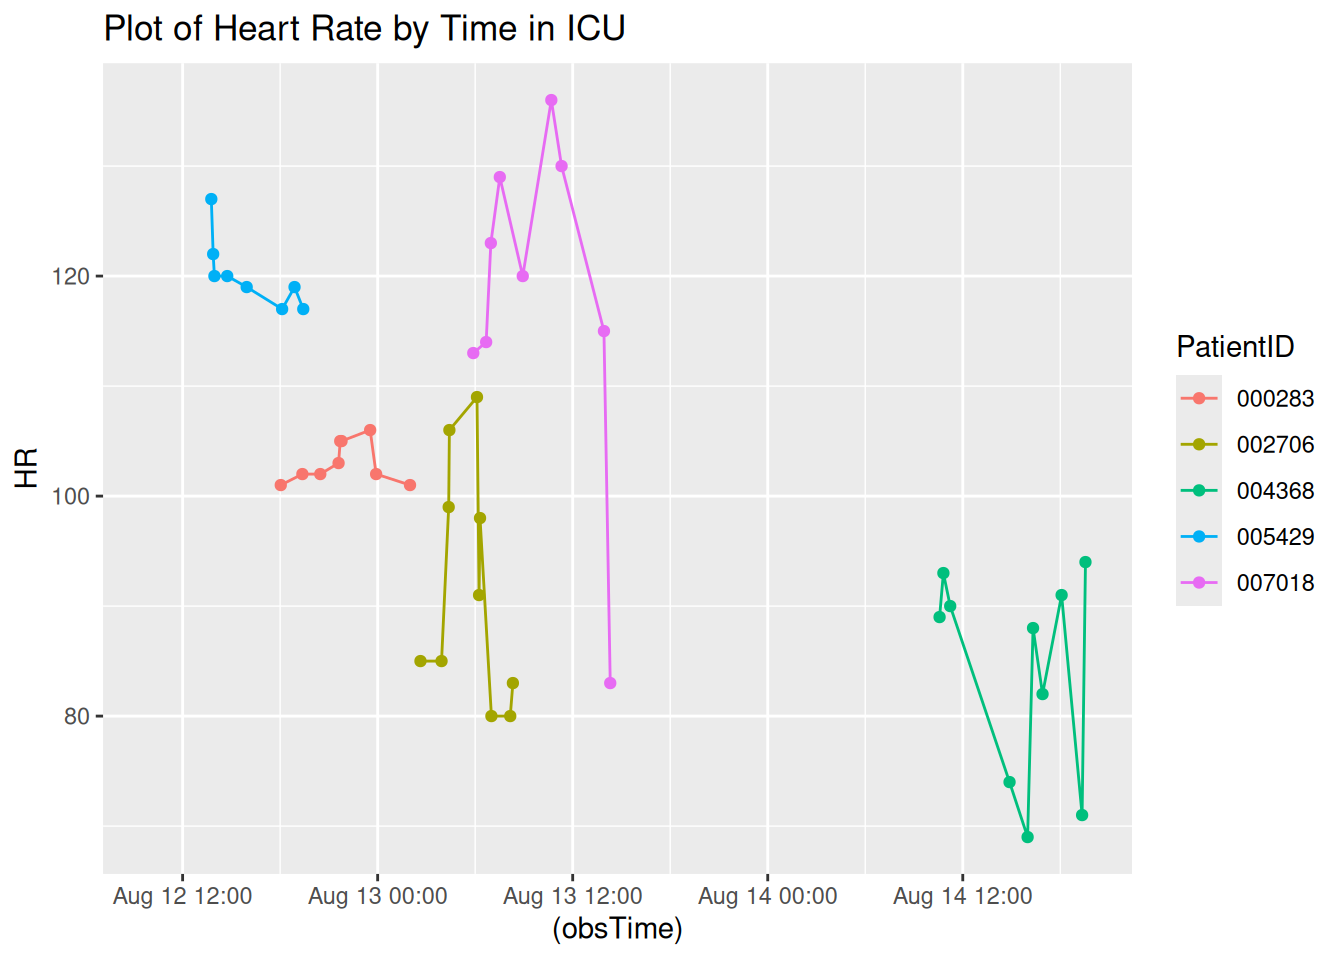 Plot of Heart Rate by Time in ICU
HR
120
100
80
Aug 12 12:00 Aug 13 00:00 Aug 13 12:00 Aug 14 00:00 Aug 14 12:00
(obsTime)
PatientID
000283
002706
004368
005429
007018